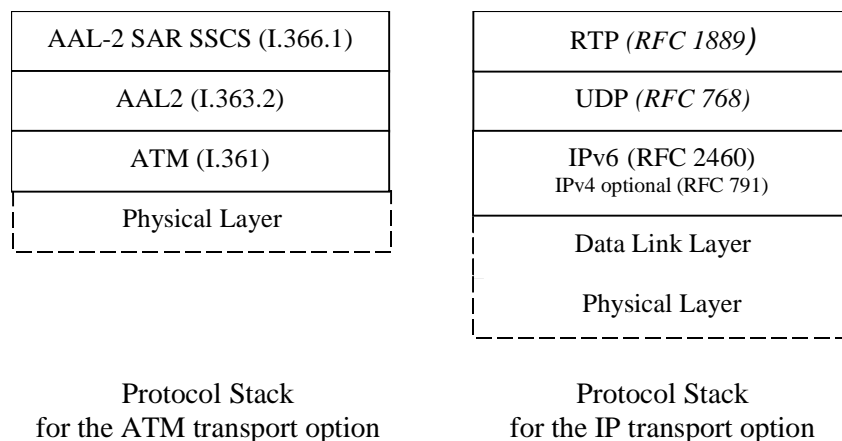 AAL-2 SAR SSCS (I.366.1)
AAL2 (I.363.2)
ATM (I.361)
Physical Layer
Protocol Stack
for the ATM transport option
RTP (RFC 1889)
UDP (RFC 768)
IPv6 (RFC 2460)
IPv4 optional (RFC 791)
Data Link Layer
Physical Layer
Protocol Stack
for the IP transport option